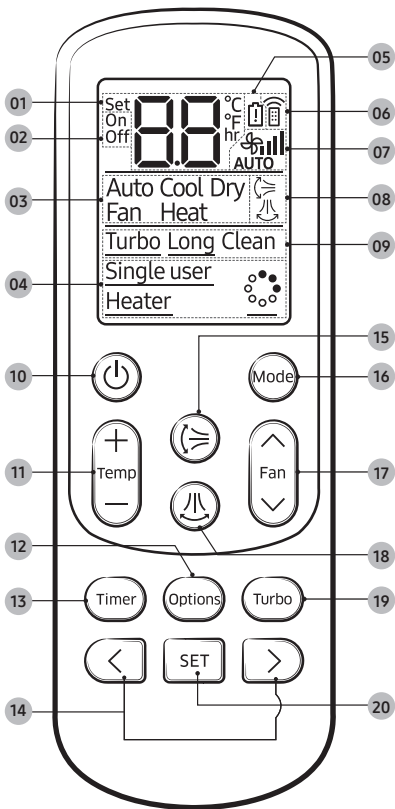 05
01 Set 88 °C 06
On °F
02 Off hr 07
AUTO
03 Auto Cool Dry 08
Fan Heat
Turbo Long Clean 09
04 Single user
Heater
15
10 Mode 16
+
11 Temp Fan 17
−
12 18
13 Timer Options Turbo 19
< SET >
14 20